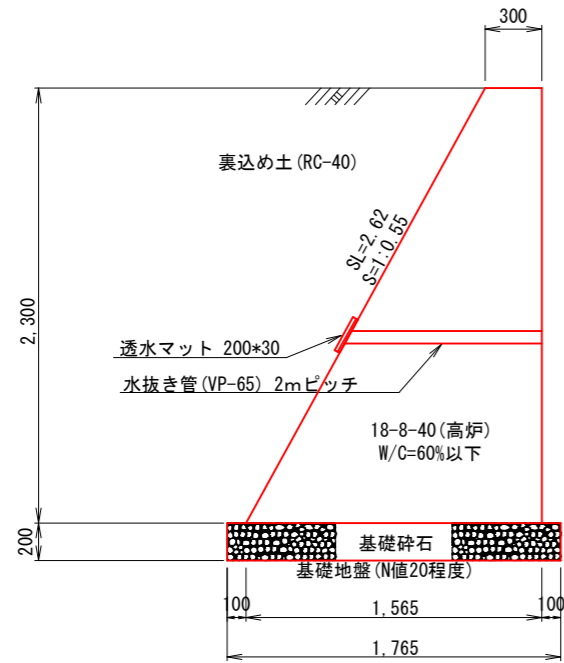 300
裏込め土(RC-40)
SL=2.62
S=1:0.55
2,300
透水マット 200*30
水抜き管(VP-65) 2mピッチ
18-8-40(高炉)
W/C=60%以下
200
基礎砕石
基礎地盤(N値20程度)
100
1,565
100
1,765